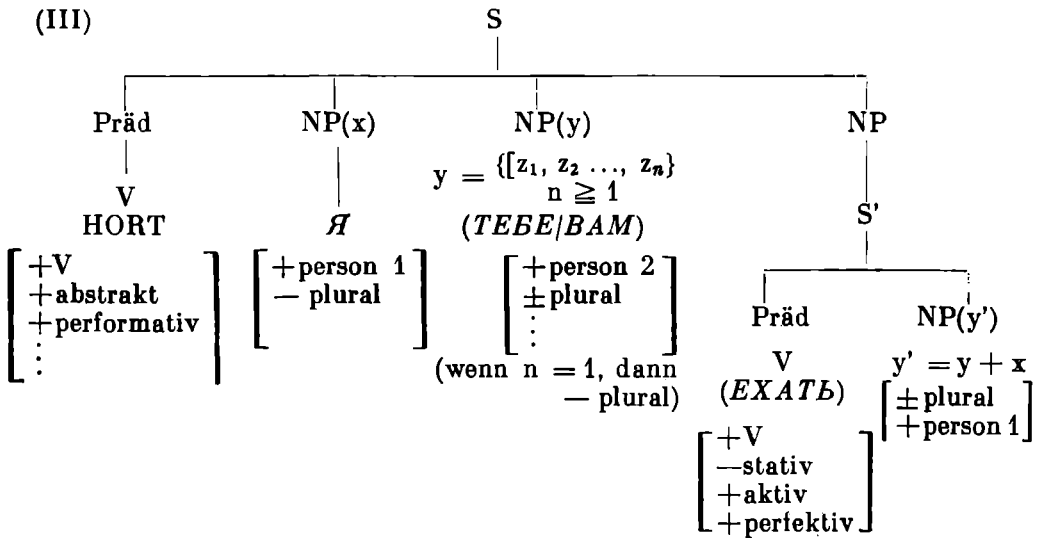 (III)
S
Präd NP(x) NP(y) NP
y = {[z₁, z₂ ..., zₙ}
n ≧ 1
V
HORT Я (ТЕБЕ/ВАМ) S'
[+V
+abstrakt
+performativ
⋮]
[+person 1
— plural]
[+person 2
±plural
⋮]
(wenn n = 1, dann
— plural)
Präd NP(y')
V y' = y + x
(ЕХАТЬ)
[±plural
+person 1]
[+V
—stativ
+aktiv
+perfektiv]